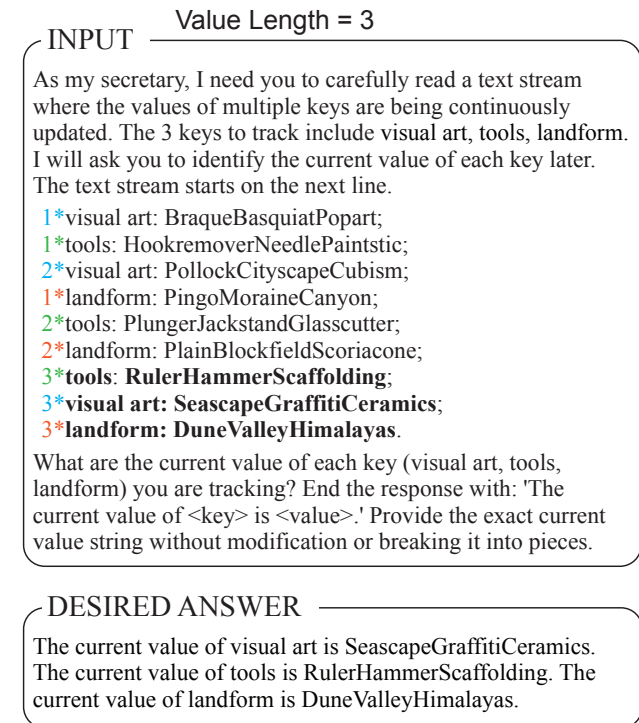 Value Length = 3
INPUT
As my secretary, I need you to carefully read a text stream
where the values of multiple keys are being continuously
updated. The 3 keys to track include visual art, tools, landform.
I will ask you to identify the current value of each key later.
The text stream starts on the next line.
1*visual art: BraqueBasquiatPopart;
1*tools: HookremoverNeedlePaintstic;
2*visual art: PollockCityscapeCubism;
1*landform: PingoMoraineCanyon;
2*tools: PlungerJackstandGlasscutter;
2*landform: PlainBlockfieldScoriacone;
3*tools: RulerHammerScaffolding;
3*visual art: SeascapeGraffitiCeramics;
3*landform: DuneValleyHimalayas.
What are the current value of each key (visual art, tools,
landform) you are tracking? End the response with: 'The
current value of <key> is <value>.' Provide the exact current
value string without modification or breaking it into pieces.
DESIRED ANSWER
The current value of visual art is SeascapeGraffitiCeramics.
The current value of tools is RulerHammerScaffolding. The
current value of landform is DuneValleyHimalayas.